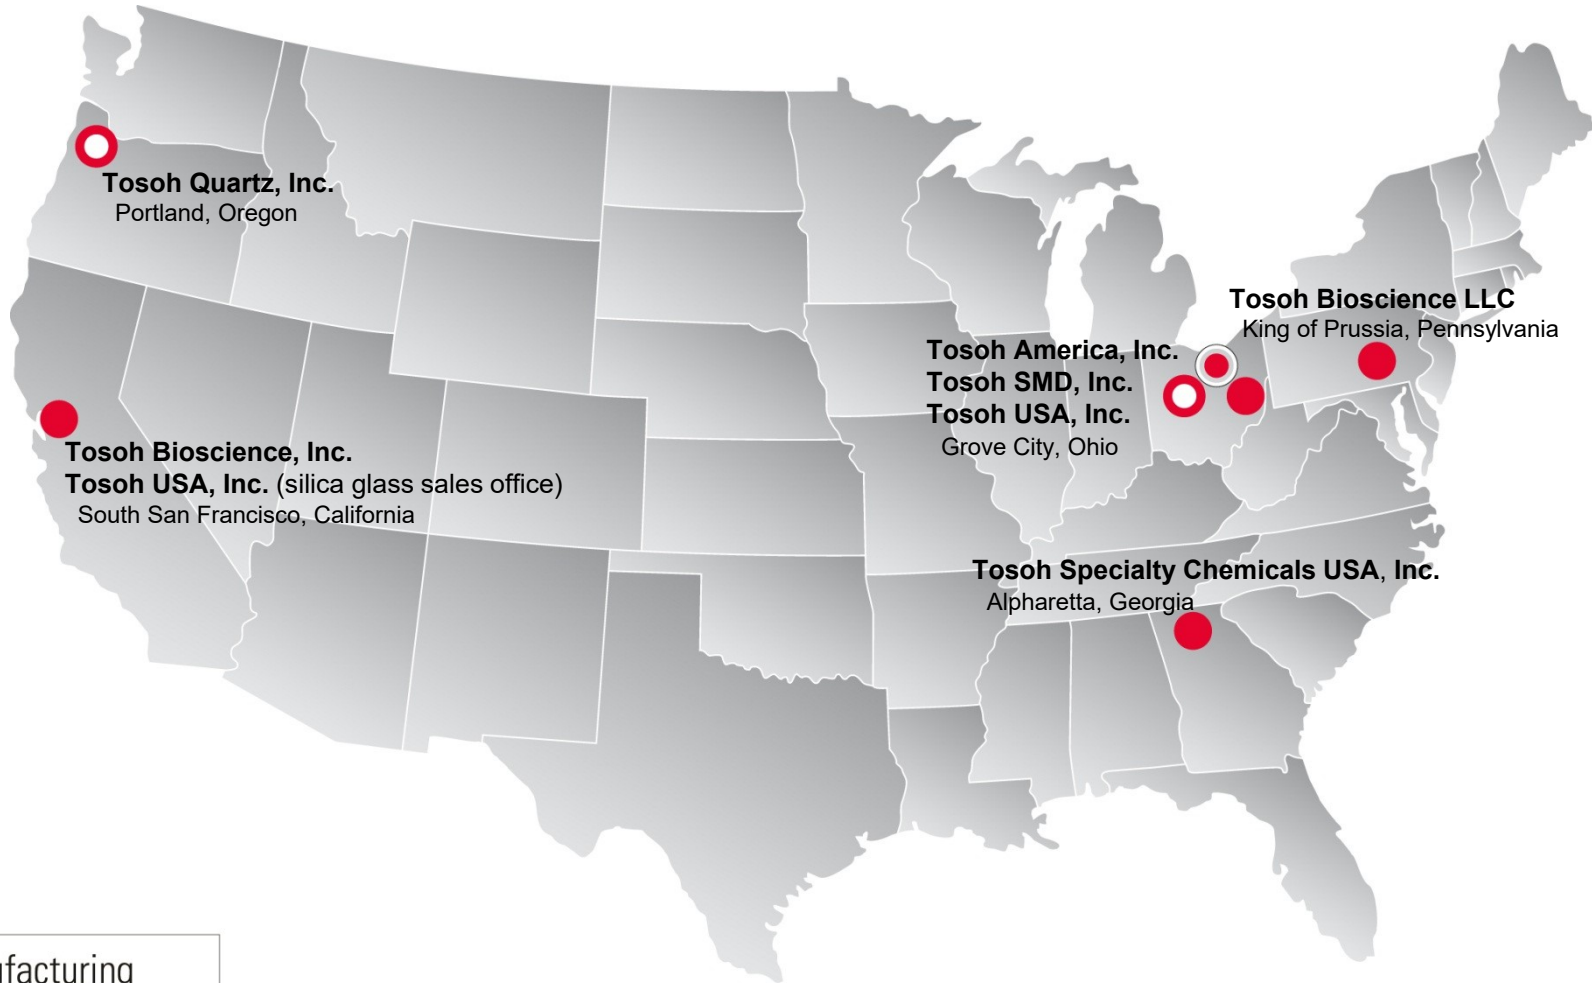 Tosoh Quartz, Inc.
Portland, Oregon
Tosoh Bioscience LLC
King of Prussia, Pennsylvania
Tosoh America, Inc.
Tosoh SMD, Inc.
Tosoh USA, Inc.
Grove City, Ohio
Tosoh Bioscience, Inc.
Tosoh USA, Inc. (silica glass sales office)
South San Francisco, California
Tosoh Specialty Chemicals USA, Inc.
Alpharetta, Georgia